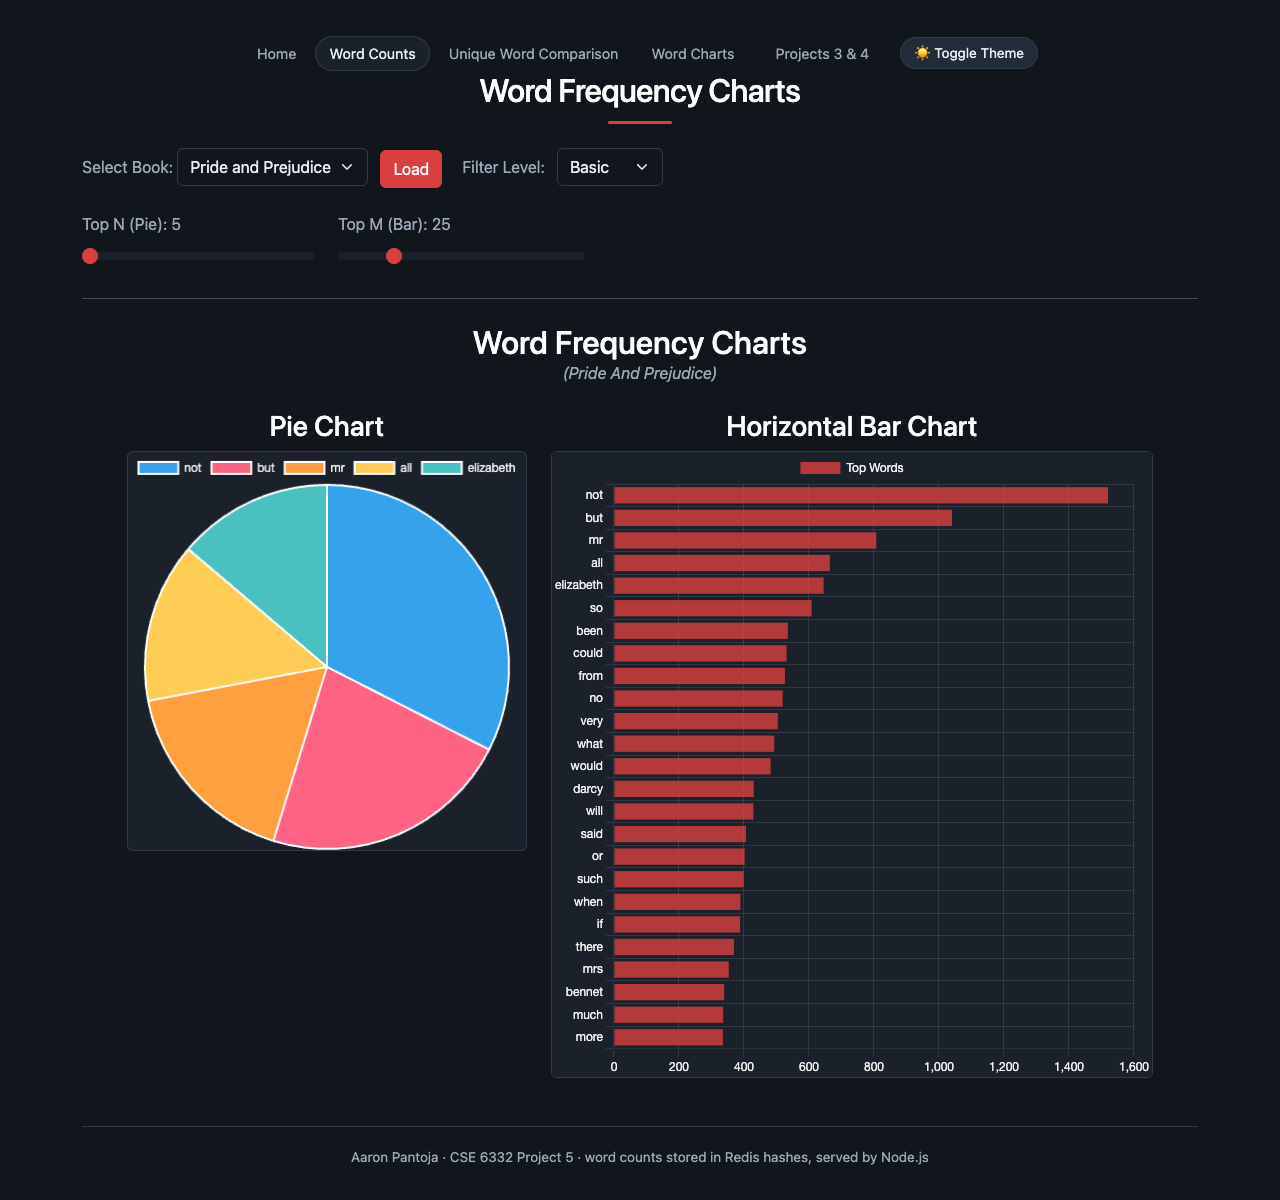 Home Word Counts Unique Word Comparison Word Charts Projects 3 & 4 ☀️ Toggle Theme
Word Frequency Charts
Select Book: Pride and Prejudice Load Filter Level: Basic
Top N (Pie): 5 Top M (Bar): 25
Word Frequency Charts
(Pride And Prejudice)
Pie Chart
not but mr all elizabeth
Horizontal Bar Chart
Top Words
not
but
mr
all
elizabeth
so
been
could
from
no
very
what
would
darcy
will
said
or
such
when
if
there
mrs
bennet
much
more
0 200 400 600 800 1,000 1,200 1,400 1,600
Aaron Pantoja · CSE 6332 Project 5 · word counts stored in Redis hashes, served by Node.js